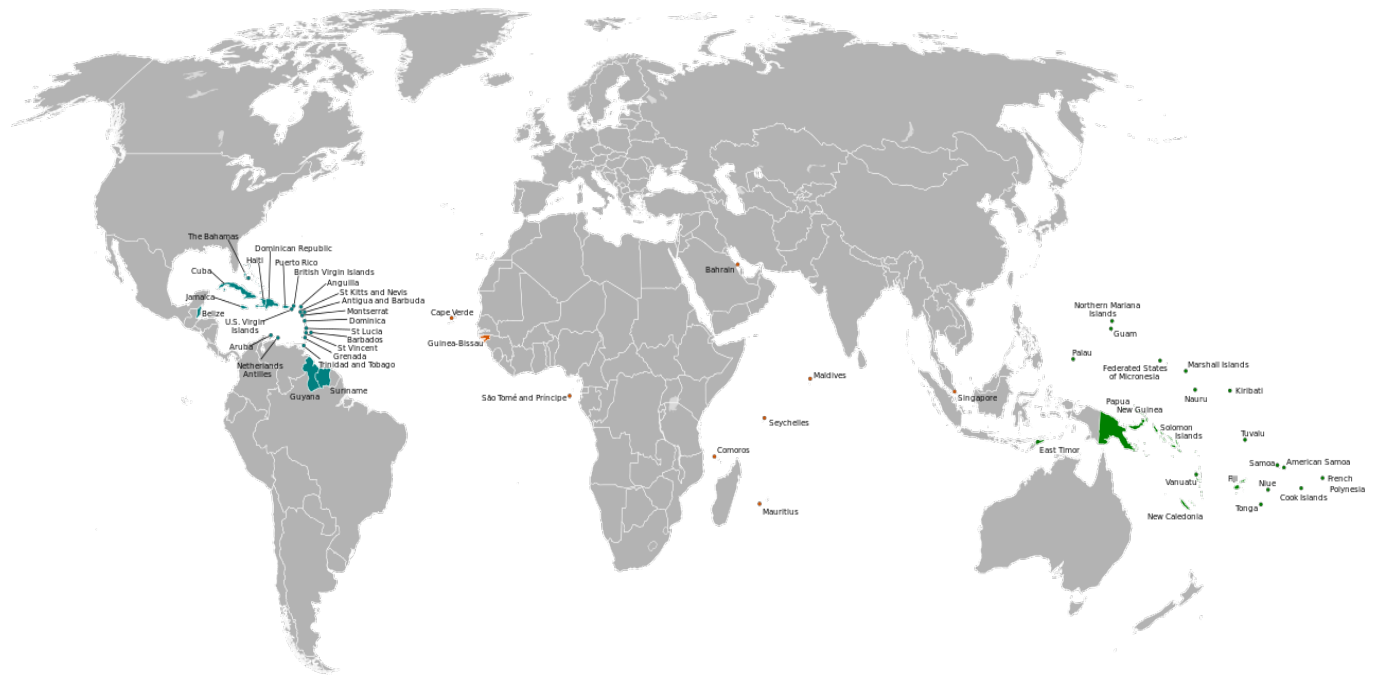 The Bahamas
Dominican Republic
Haiti
Puerto Rico
Cuba
British Virgin Islands
Anguilla
St Kitts and Nevis
Jamaica
Antigua and Barbuda
Montserrat
Belize
U.S. Virgin
Islands
Dominica
St Lucia
Barbados
Aruba
St Vincent
Grenada
Netherlands
Antilles
Trinidad and Tobago
Suriname
Guyana
Cape Verde
Guinea-Bissau
São Tomé and Príncipe
Bahrain
Maldives
Seychelles
Comoros
Mauritius
Singapore
Northern Mariana
Islands
Guam
Palau
Federated States
of Micronesia
Marshall Islands
Nauru
Kiribati
Papua
New Guinea
Solomon
Islands
East Timor
Tuvalu
Samoa
American Samoa
Vanuatu
Niue
French
Polynesia
Cook Islands
Tonga
New Caledonia